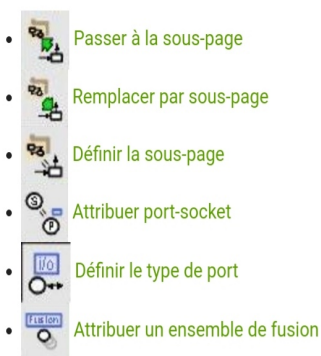 Passer à la sous-page
Remplacer par sous-page
Définir la sous-page
S
P
Attribuer port-socket
I/O
Définir le type de port
Fusion
Attribuer un ensemble de fusion